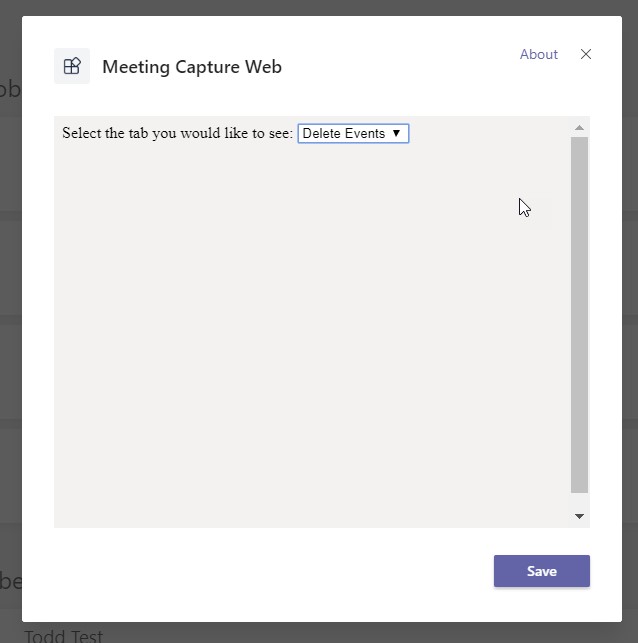 Meeting Capture Web
About
Select the tab you would like to see: Delete Events
Save
Todd Test